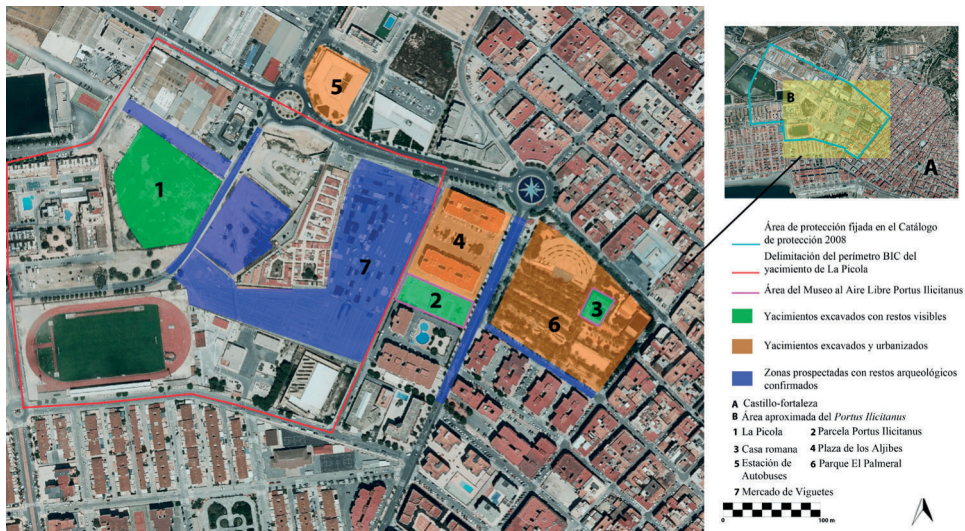 1
2
3
4
5
6
7
B
A
Área de protección fijada en el Catálogo
de protección 2008
Delimitación del perímetro BIC del
yacimiento de La Picola
Área del Museo al Aire Libre Portus Ilicitanus
Yacimientos excavados con restos visibles
Yacimientos excavados y urbanizados
Zonas prospectadas con restos arqueológicos
confirmados
A Castillo-fortaleza
B Área aproximada del Portus Ilicitanus
1 La Picola 2 Parcela Portus Ilicitanus
3 Casa romana 4 Plaza de los Aljibes
5 Estación de 6 Parque El Palmeral
Autobuses
7 Mercado de Viguetes
0 100 m